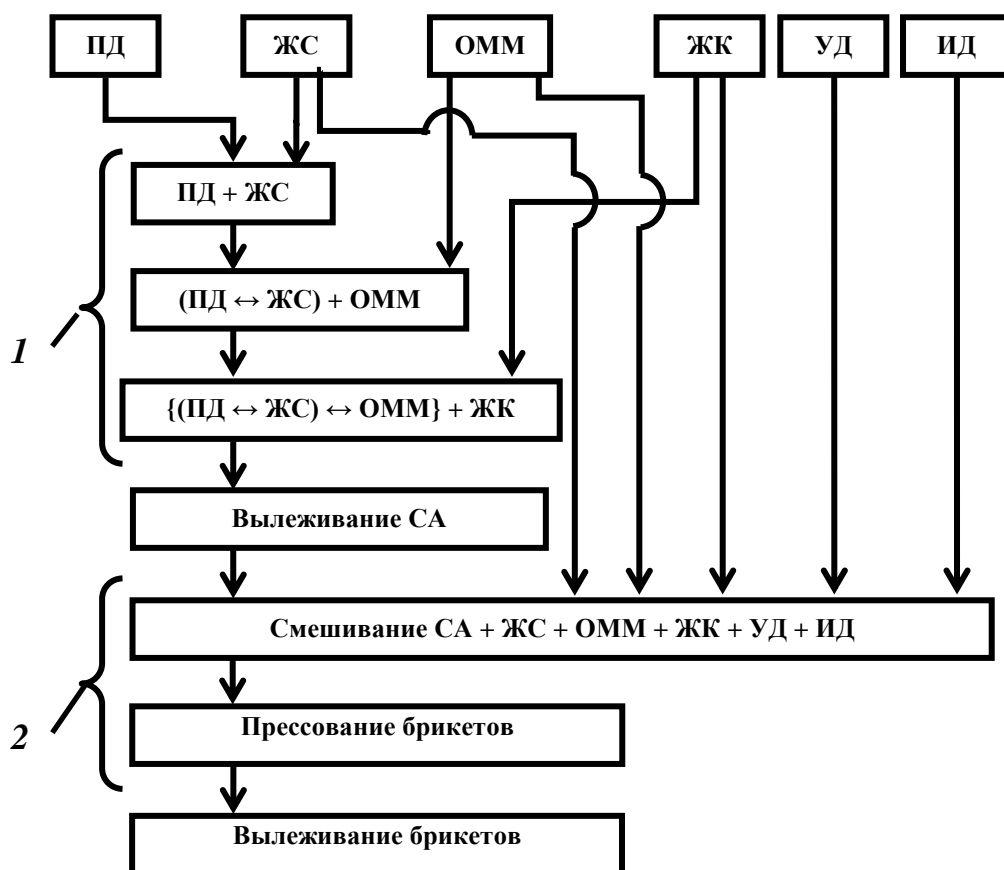 ПД ЖС ОММ ЖК УД ИД
ПД + ЖС
(ПД ↔ ЖС) + ОММ
1
{(ПД ↔ ЖС) ↔ ОММ} + ЖК
Вылеживание СА
Смешивание СА + ЖС + ОММ + ЖК + УД + ИД
2
Прессование брикетов
Вылеживание брикетов